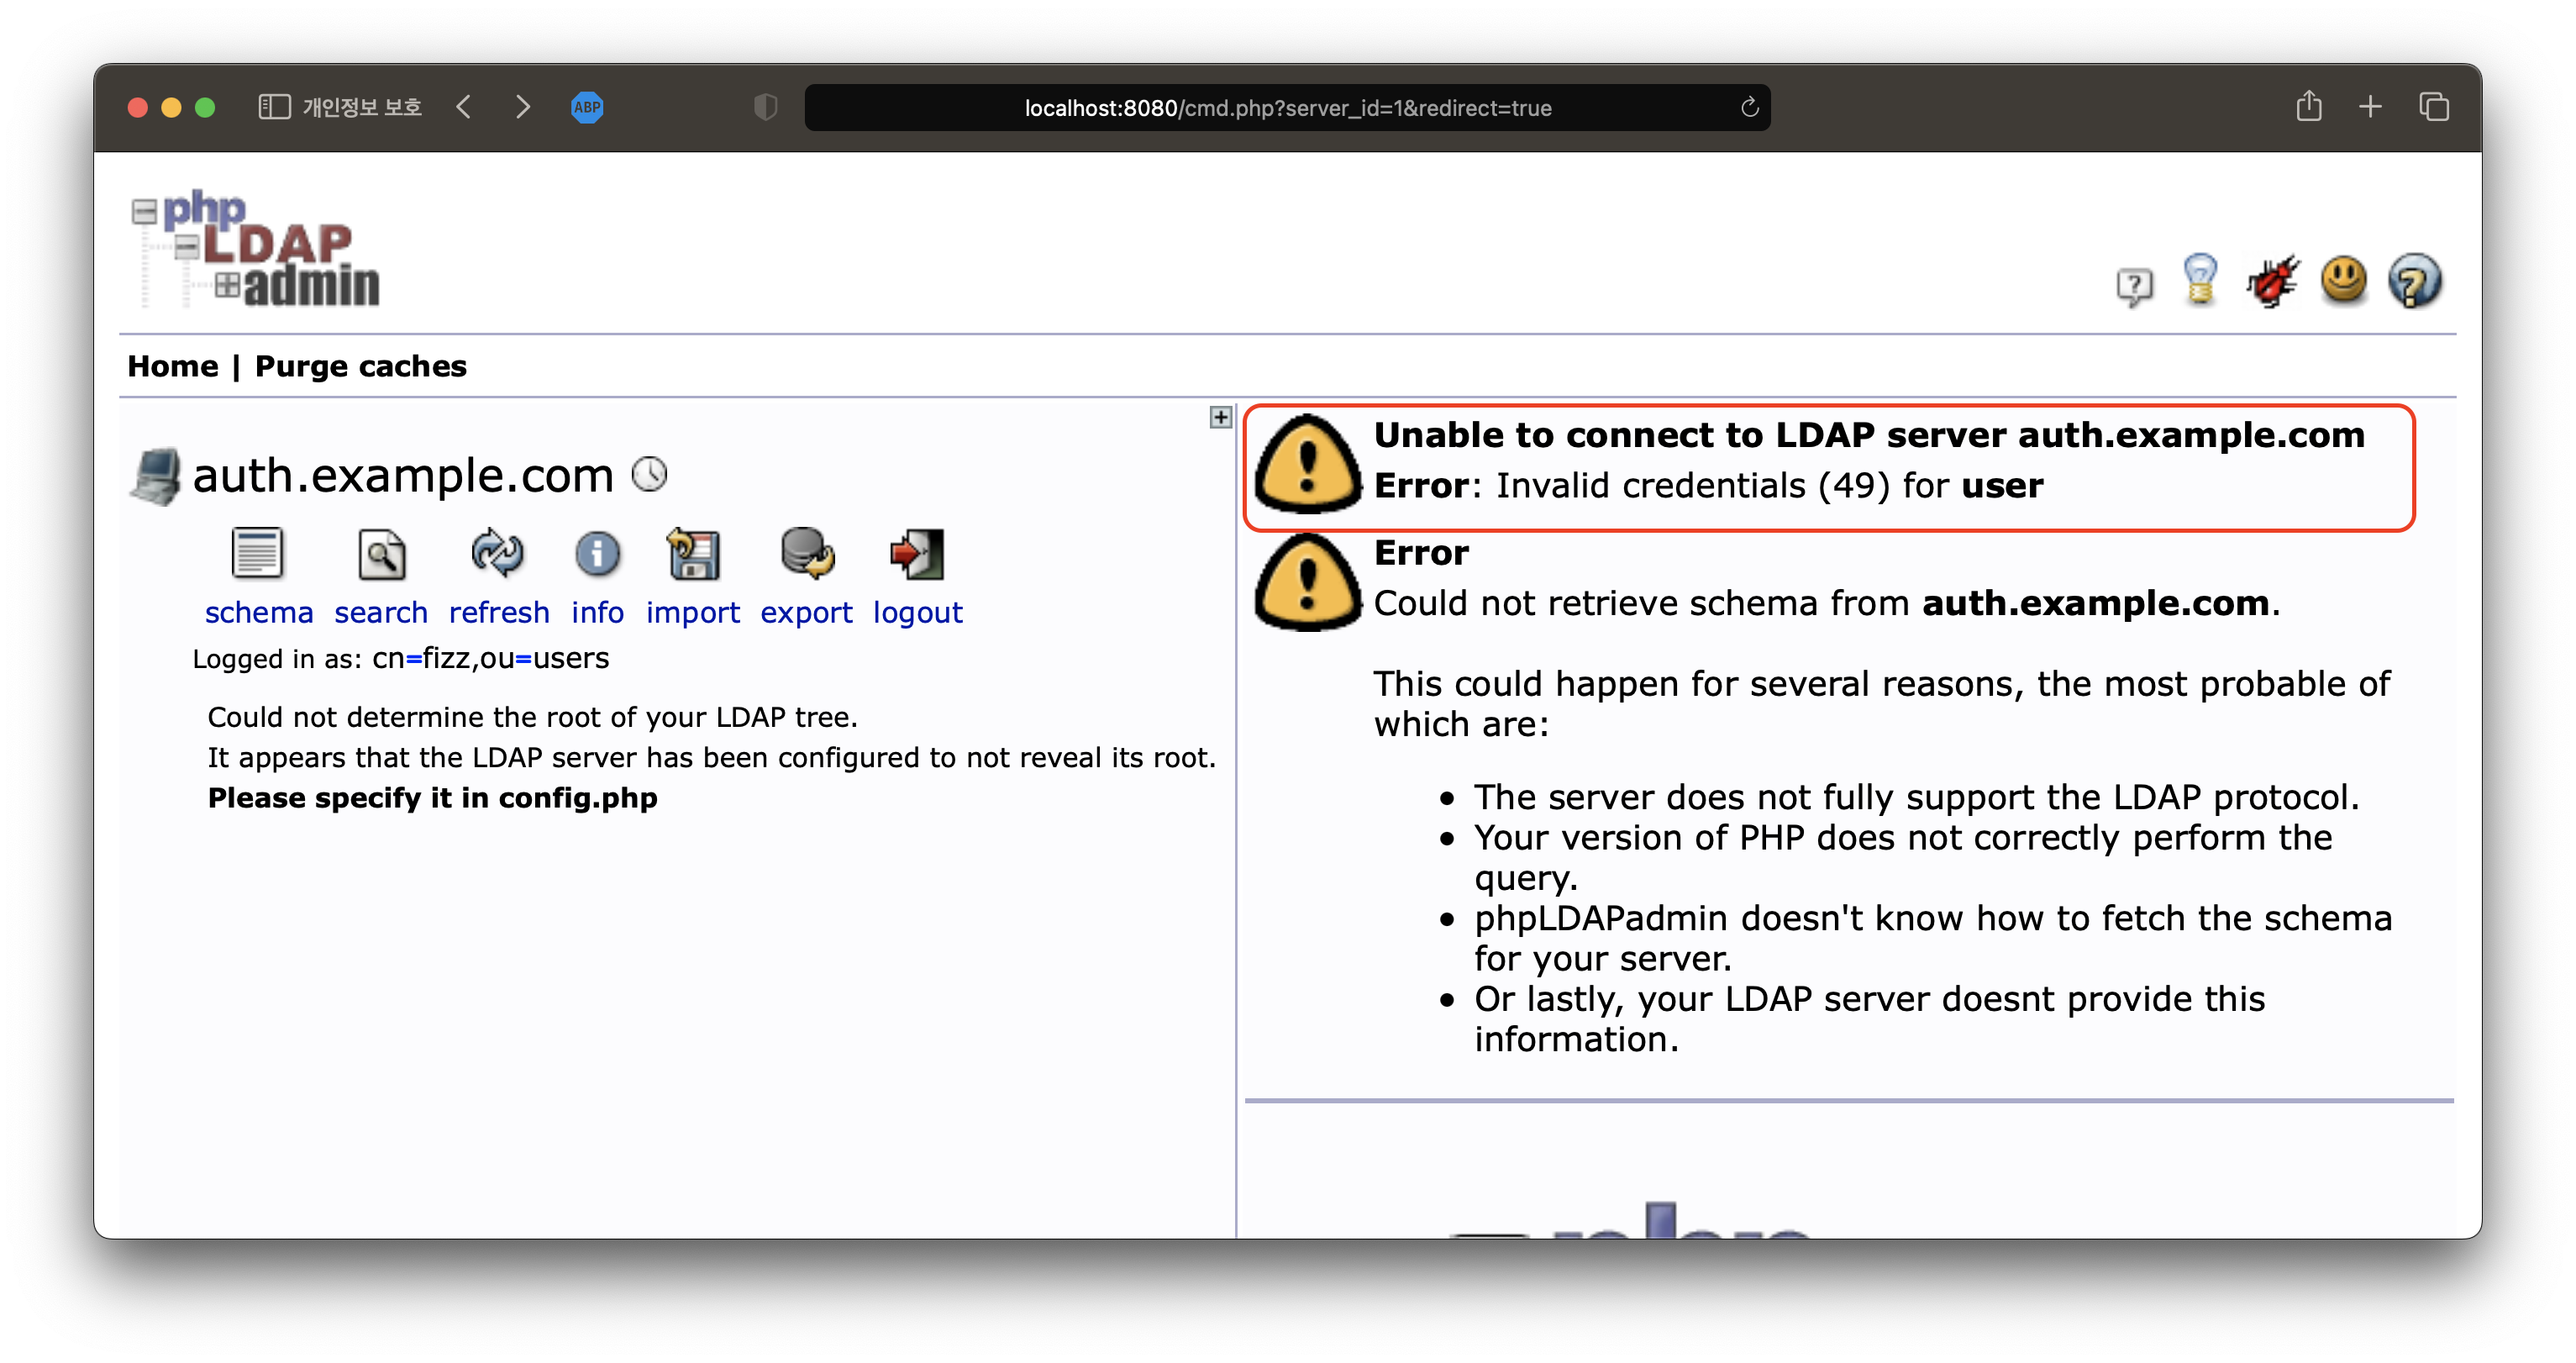 개인정보 보호
ABP
localhost:8080/cmd.php?server_id=1&redirect=true
php
LDAP
admin
Home | Purge caches
auth.example.com
schema search refresh info import export logout
Logged in as: cn=fizz,ou=users
Could not determine the root of your LDAP tree.
It appears that the LDAP server has been configured to not reveal its root.
Please specify it in config.php
Unable to connect to LDAP server auth.example.com
Error: Invalid credentials (49) for user
Error
Could not retrieve schema from auth.example.com.
This could happen for several reasons, the most probable of
which are:
• The server does not fully support the LDAP protocol.
• Your version of PHP does not correctly perform the
query.
• phpLDAPadmin doesn't know how to fetch the schema
for your server.
• Or lastly, your LDAP server doesnt provide this
information.